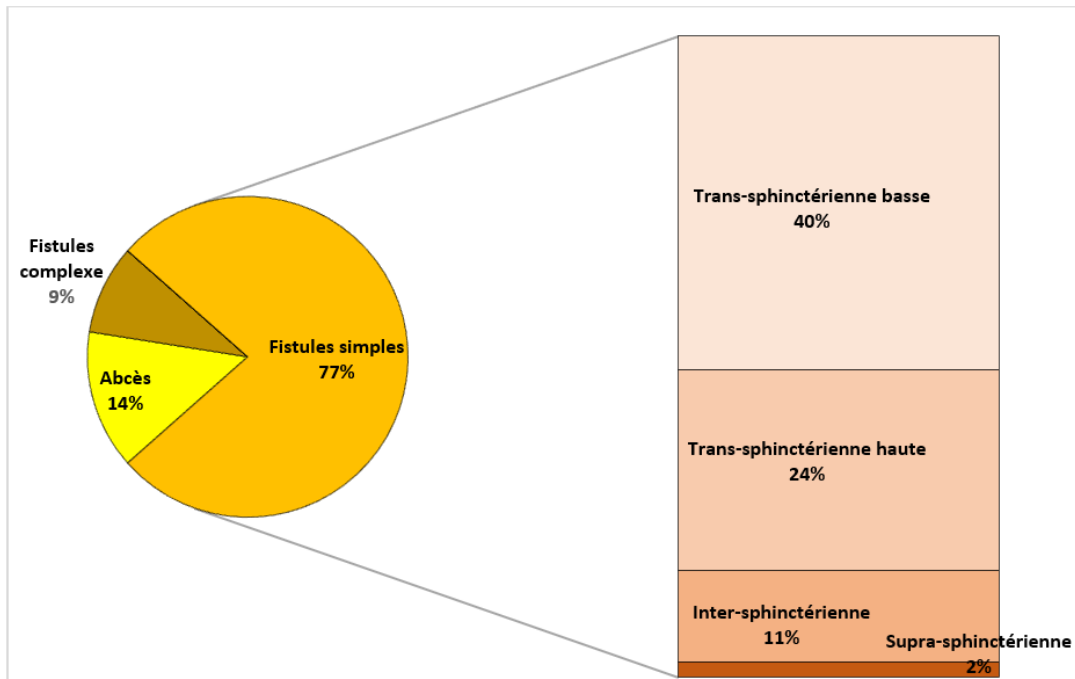 Fistules
complexe
9%
Abcès
14%
Fistules simples
77%
Trans-sphinctérienne basse
40%
Trans-sphinctérienne haute
24%
Inter-sphinctérienne
11%
Supra-sphinctérienne
2%